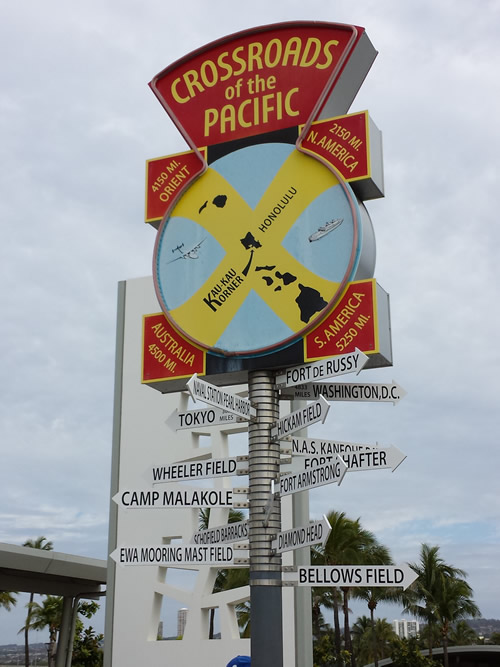 CROSSROADS
of the
PACIFIC
4150 MI.
ORIENT
2150 MI.
N. AMERICA
HONOLULU
KAU-KAU
KORNER
AUSTRALIA
4500 MI.
S. AMERICA
5250 MI.
FORT DE RUSSY
NAVAL STATION PEARL HARBOR
MILES WASHINGTON, D.C.
TOKYO MILES
HICKAM FIELD
N.A.S.
FORT SHAFTER
WHEELER FIELD
FORT ARMSTRONG
CAMP MALAKOLE
SCHOFIELD BARRACKS
DIAMOND HEAD
EWA MOORING MAST FIELD
BELLOWS FIELD